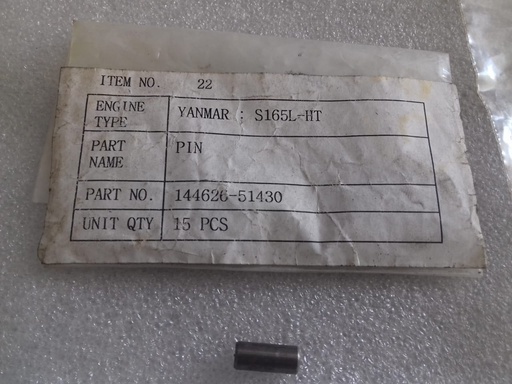 ITEM NO. 22
ENGINE TYPE YANMAR : S165L-HT
PART NAME PIN
PART NO. 144626-51430
UNIT QTY 15 PCS